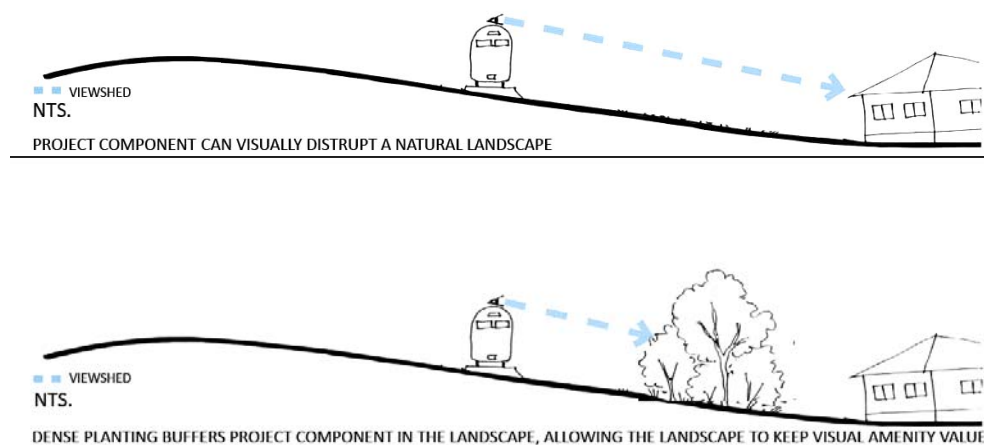 VIEWSHED
NTS.
PROJECT COMPONENT CAN VISUALLY DISTRUPT A NATURAL LANDSCAPE
VIEWSHED
NTS.
DENSE PLANTING BUFFERS PROJECT COMPONENT IN THE LANDSCAPE, ALLOWING THE LANDSCAPE TO KEEP VISUAL AMENITY VALUE